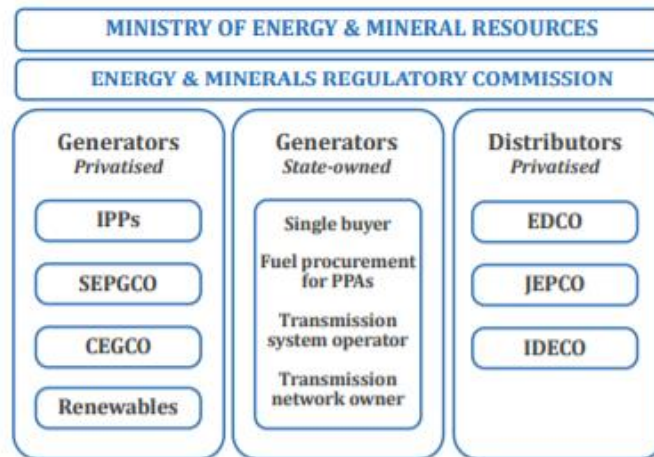 MINISTRY OF ENERGY & MINERAL RESOURCES
ENERGY & MINERALS REGULATORY COMMISSION
Generators
Privatised
IPPs
SEPGCO
CEGCO
Renewables
Generators
State-owned
Single buyer
Fuel procurement
for PPAs
Transmission
system operator
Transmission
network owner
Distributors
Privatised
EDCO
JEPCO
IDECO